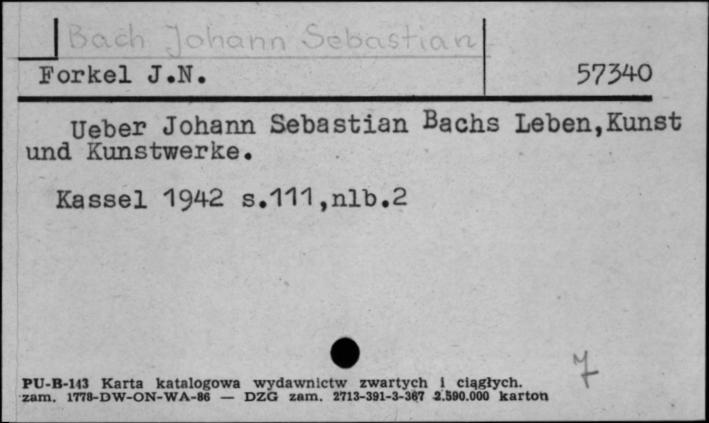 Bach Johann Sebastian
Forkel J.N. 57340
Ueber Johann Sebastian Bachs Leben,Kunst
und Kunstwerke.
Kassel 1942 s.111,nlb.2
7
PU-B-143 Karta katalogowa wydawnictw zwartych i ciągłych.
zam. 1778-DW-ON-WA-86 — DZG zam. 2713-391-3-367 2.590.000 karton